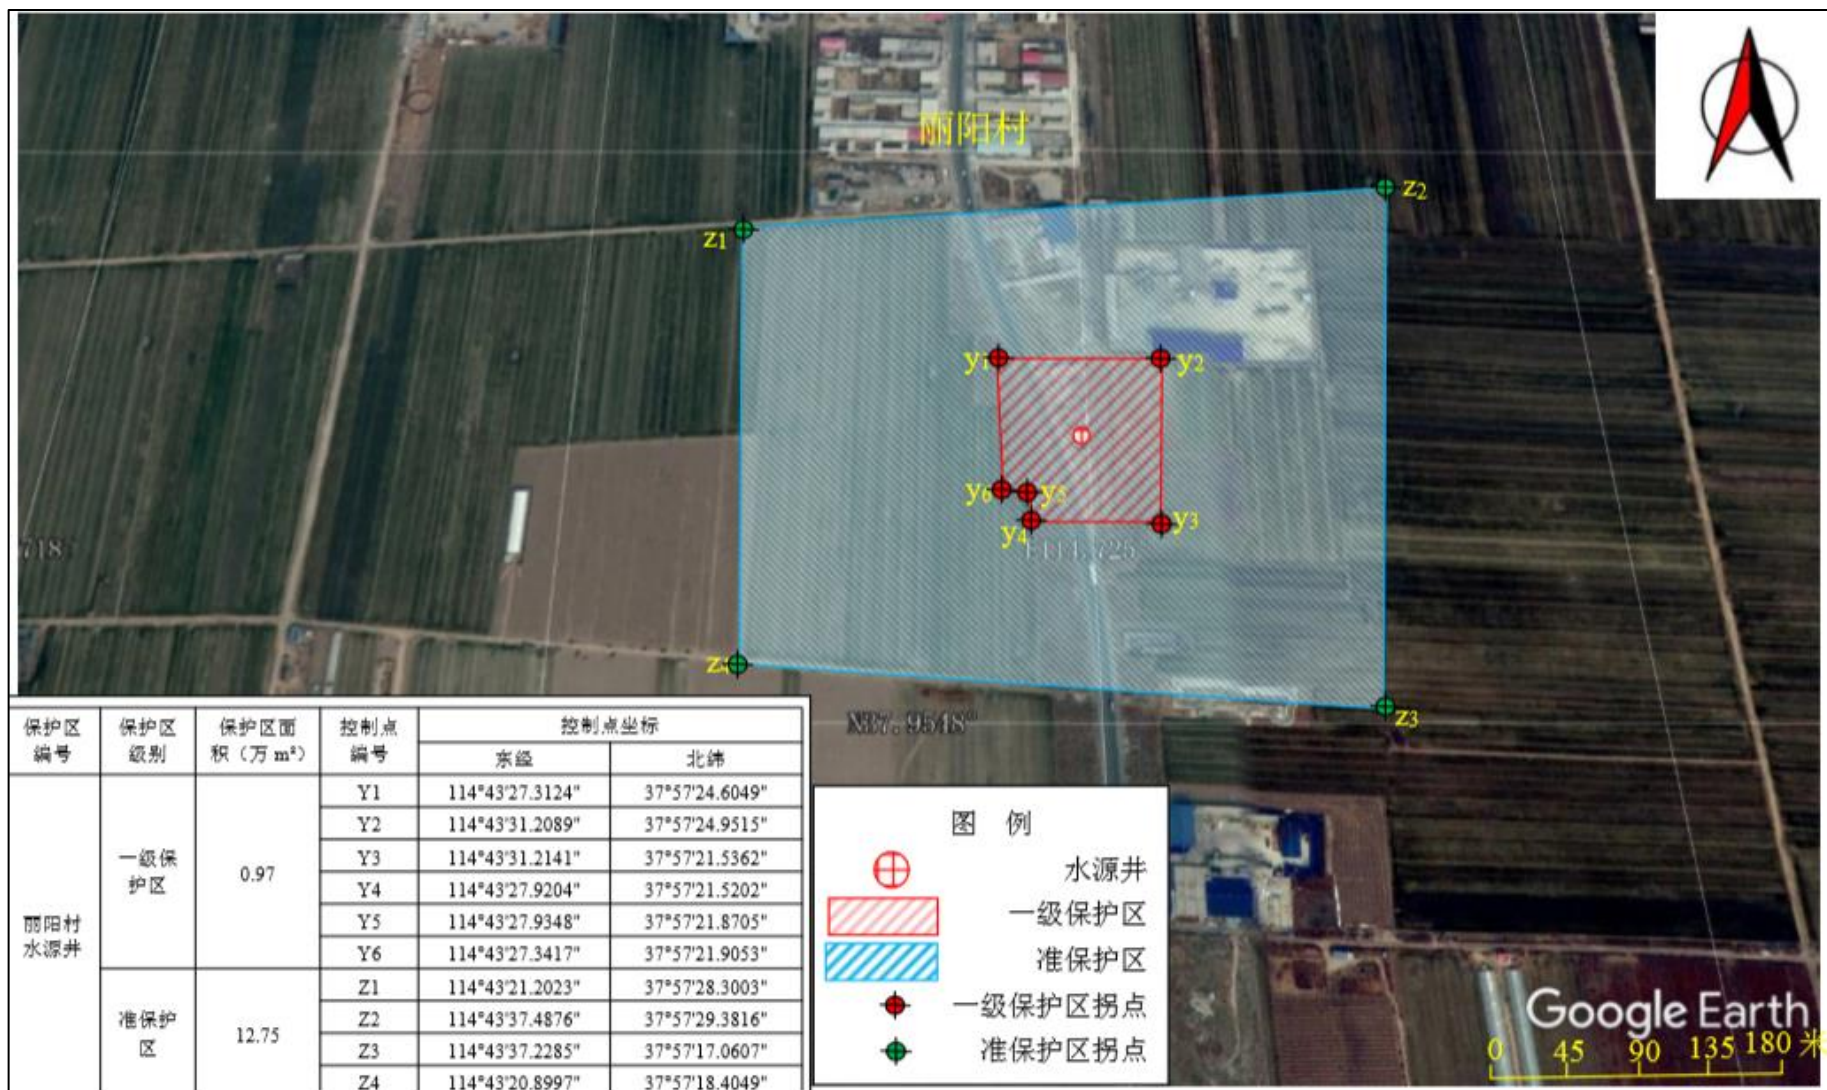 丽阳村
z1
z2
y1
y2
y6
y5
y4
y3
E114.725
718
z4
z3
N37.9548°
保护区编号 保护区级别 保护区面积（万 m²） 控制点编号 控制点坐标
东经 北纬
丽阳村水源井
一级保护区 0.97
Y1 114°43'27.3124" 37°57'24.6049"
Y2 114°43'31.2089" 37°57'24.9515"
Y3 114°43'31.2141" 37°57'21.5362"
Y4 114°43'27.9204" 37°57'21.5202"
Y5 114°43'27.9348" 37°57'21.8705"
Y6 114°43'27.3417" 37°57'21.9053"
准保护区 12.75
Z1 114°43'21.2023" 37°57'28.3003"
Z2 114°43'37.4876" 37°57'29.3816"
Z3 114°43'37.2285" 37°57'17.0607"
Z4 114°43'20.8997" 37°57'18.4049"
图 例
水源井
一级保护区
准保护区
一级保护区拐点
准保护区拐点
Google Earth
0 45 90 135 180 米